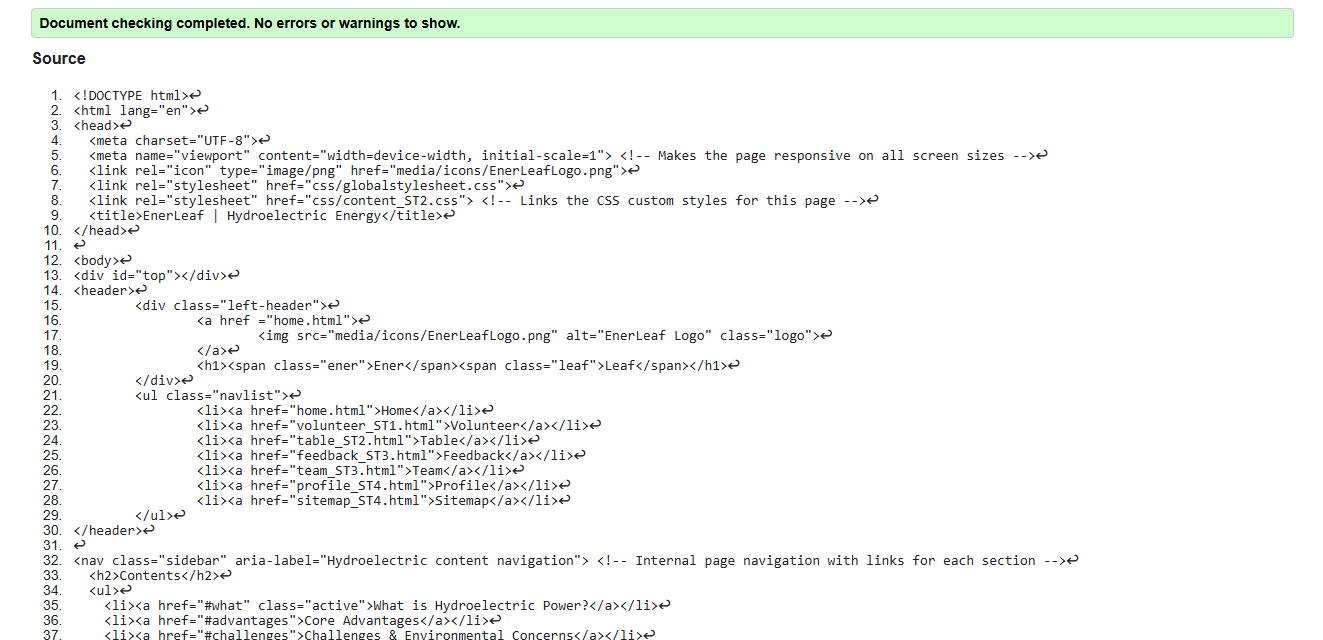 Document checking completed. No errors or warnings to show.
Source
1. <!DOCTYPE html>↩
2. <html lang="en">↩
3. <head>↩
4. <meta charset="UTF-8">↩
5. <meta name="viewport" content="width=device-width, initial-scale=1"> <!-- Makes the page responsive on all screen sizes -->↩
6. <link rel="icon" type="image/png" href="media/icons/EnerLeafLogo.png">↩
7. <link rel="stylesheet" href="css/globalstylesheet.css">↩
8. <link rel="stylesheet" href="css/content_ST2.css"> <!-- Links the CSS custom styles for this page -->↩
9. <title>EnerLeaf | Hydroelectric Energy</title>↩
10. </head>↩
11. ↩
12. <body>↩
13. <div id="top"></div>↩
14. <header>↩
15. <div class="left-header">↩
16. <a href ="home.html">↩
17. <img src="media/icons/EnerLeafLogo.png" alt="EnerLeaf Logo" class="logo">↩
18. </a>↩
19. <h1><span class="ener">Ener</span><span class="leaf">Leaf</span></h1>↩
20. </div>↩
21. <ul class="navlist">↩
22. <li><a href="home.html">Home</a></li>↩
23. <li><a href="volunteer_ST1.html">Volunteer</a></li>↩
24. <li><a href="table_ST2.html">Table</a></li>↩
25. <li><a href="feedback_ST3.html">Feedback</a></li>↩
26. <li><a href="team_ST3.html">Team</a></li>↩
27. <li><a href="profile_ST4.html">Profile</a></li>↩
28. <li><a href="sitemap_ST4.html">Sitemap</a></li>↩
29. </ul>↩
30. </header>↩
31. ↩
32. <nav class="sidebar" aria-label="Hydroelectric content navigation"> <!-- Internal page navigation with links for each section -->↩
33. <h2>Contents</h2>↩
34. <ul>↩
35. <li><a href="#what" class="active">What is Hydroelectric Power?</a></li>↩
36. <li><a href="#advantages">Core Advantages</a></li>↩
37. <li><a href="#challenges">Challenges & Environmental Concerns</a></li>↩